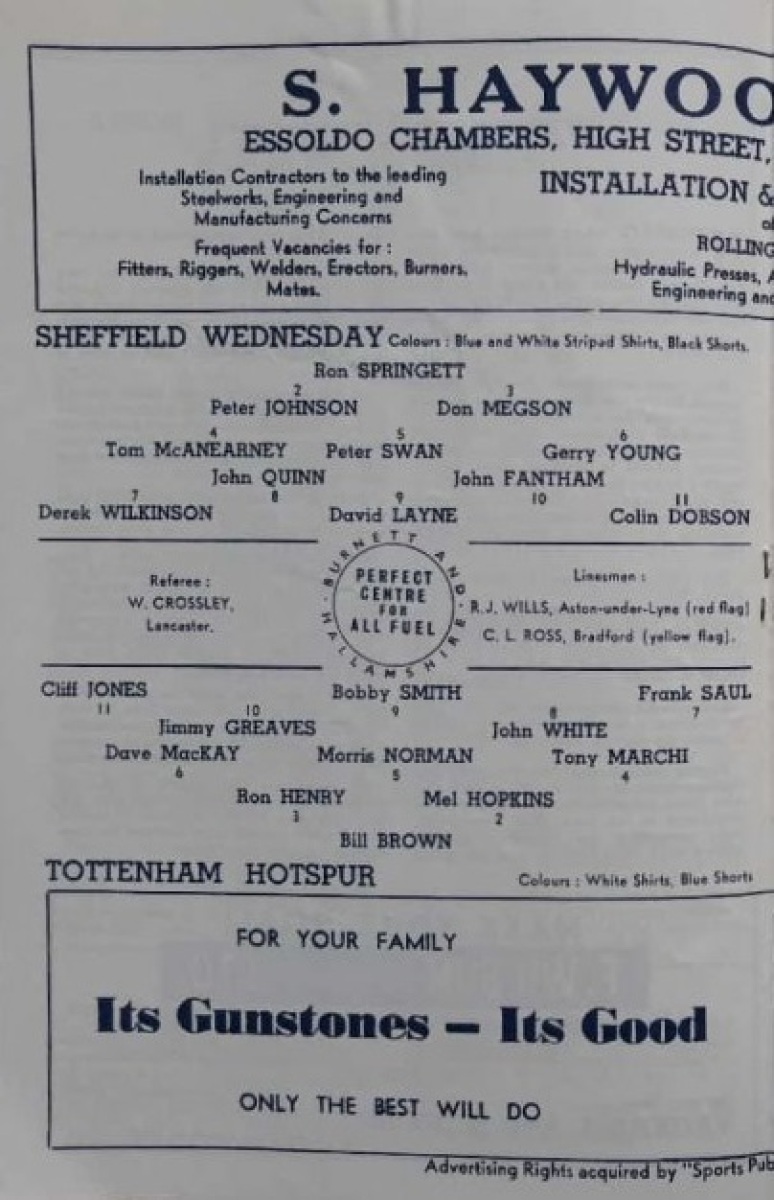 S. HAYWOO
ESSOLDO CHAMBERS, HIGH STREET,
Installation Contractors to the leading
Steelworks, Engineering and
Manufacturing Concerns
Frequent Vacancies for :
Fitters, Riggers, Welders, Erectors, Burners,
Mates.
INSTALLATION &
of
ROLLING
Hydraulic Presses, A
Engineering and
SHEFFIELD WEDNESDAY Colours : Blue and White Striped Shirts, Black Shorts.
Ron SPRINGETT
2 3
Peter JOHNSON Don MEGSON
4 5 6
Tom McANEARNEY Peter SWAN Gerry YOUNG
John QUINN John FANTHAM
7 8 9 10 11
Derek WILKINSON David LAYNE Colin DOBSON
Referee :
W. CROSSLEY,
Lancaster.
BURNETT AND HALLAMSHIRE
PERFECT
CENTRE
FOR
ALL FUEL
Linesmen :
R.J. WILLS, Aston-under-Lyne (red flag)
C. L. ROSS, Bradford (yellow flag).
Cliff JONES Bobby SMITH Frank SAUL
11 10 9 8 7
Jimmy GREAVES John WHITE
Dave MacKAY Morris NORMAN Tony MARCHI
6 5 4
Ron HENRY Mel HOPKINS
3 2
Bill BROWN
TOTTENHAM HOTSPUR Colours : White Shirts, Blue Shorts
FOR YOUR FAMILY
Its Gunstones — Its Good
ONLY THE BEST WILL DO
Advertising Rights acquired by "Sports Pub